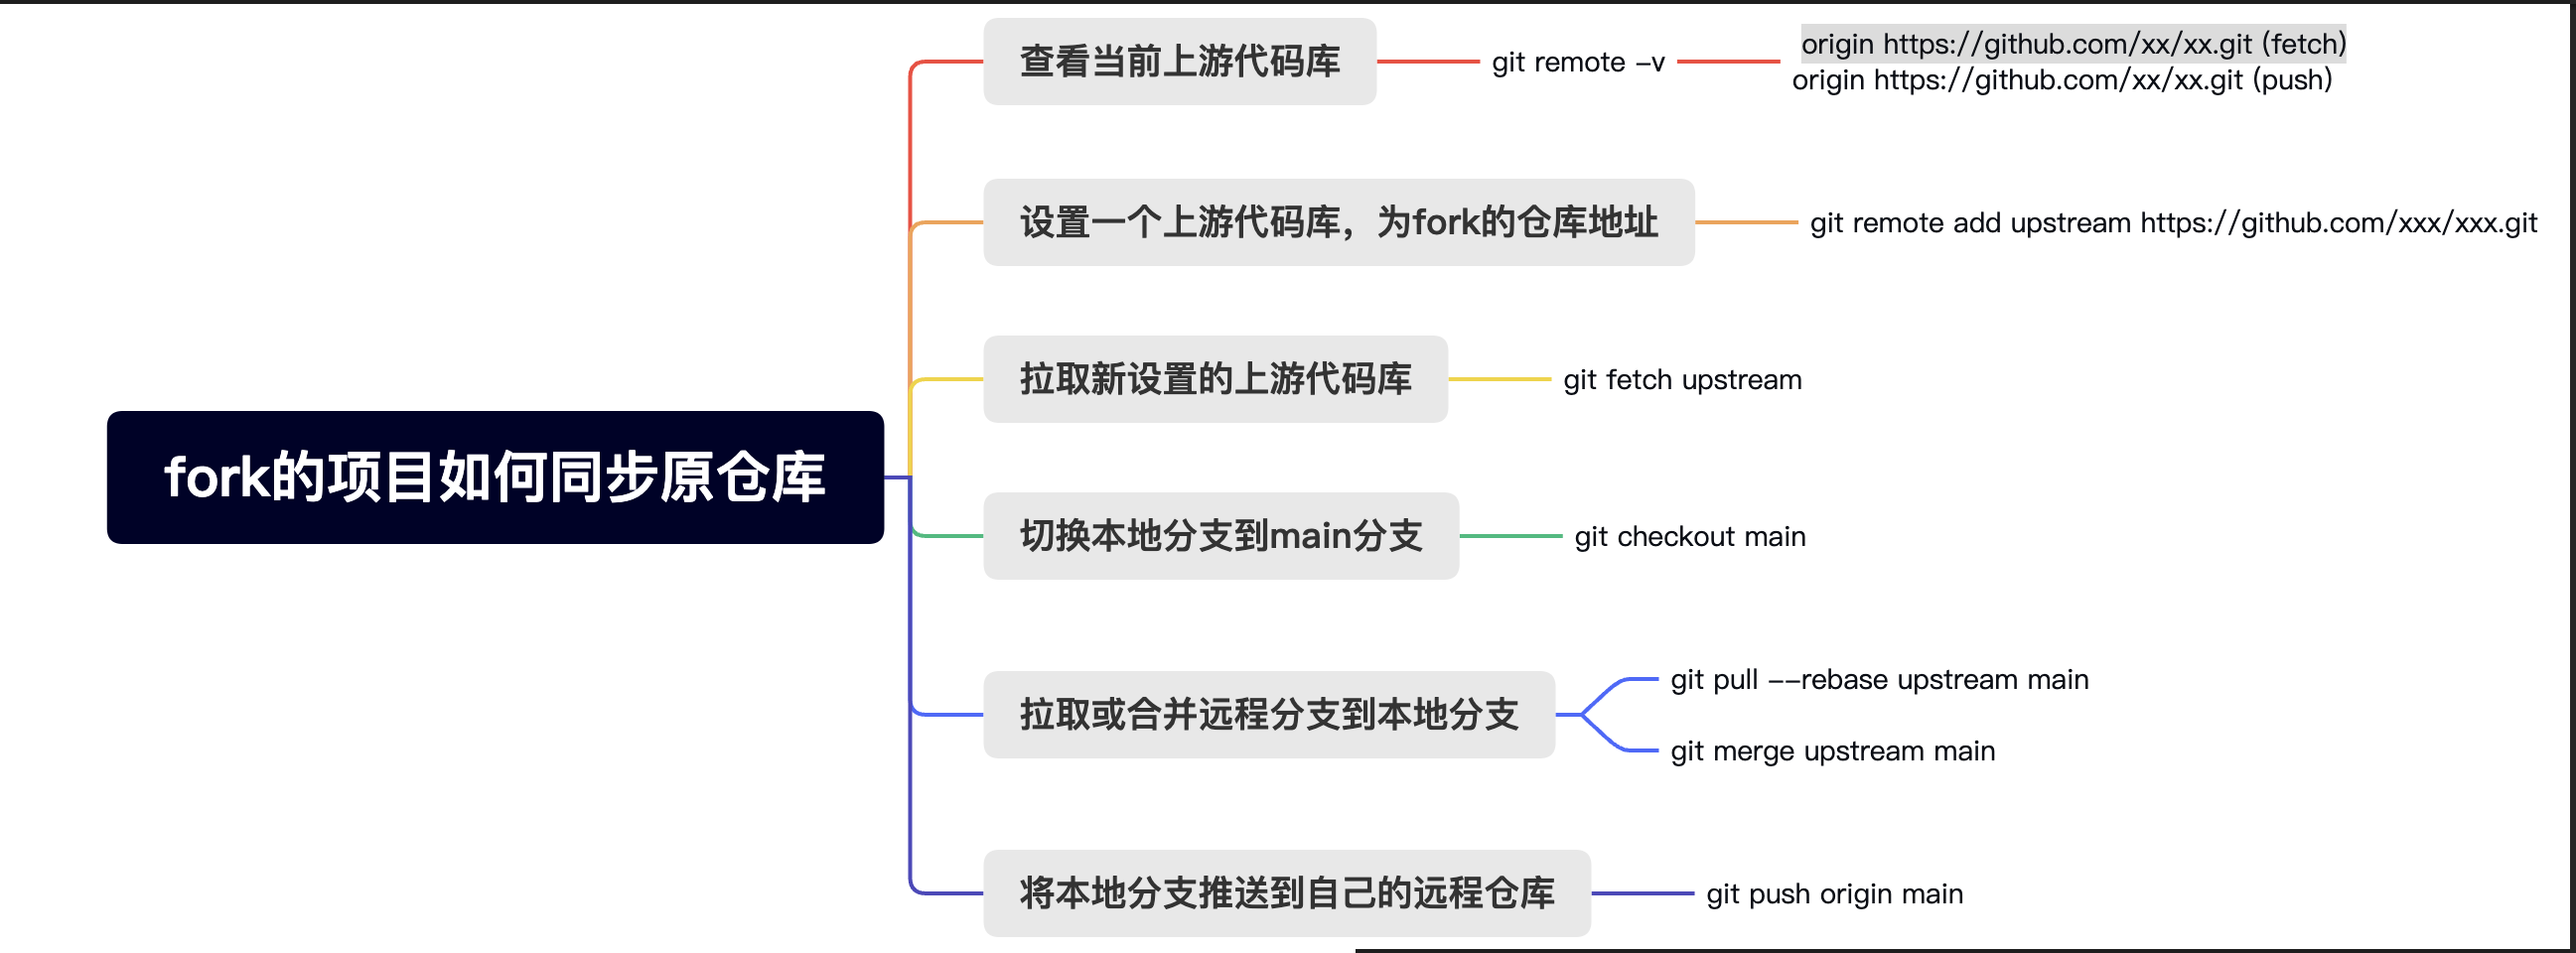 fork的项目如何同步原仓库
查看当前上游代码库
git remote -v
origin https://github.com/xx/xx.git (fetch)
origin https://github.com/xx/xx.git (push)
设置一个上游代码库，为fork的仓库地址
git remote add upstream https://github.com/xxx/xxx.git
拉取新设置的上游代码库
git fetch upstream
切换本地分支到main分支
git checkout main
拉取或合并远程分支到本地分支
git pull --rebase upstream main
git merge upstream main
将本地分支推送到自己的远程仓库
git push origin main